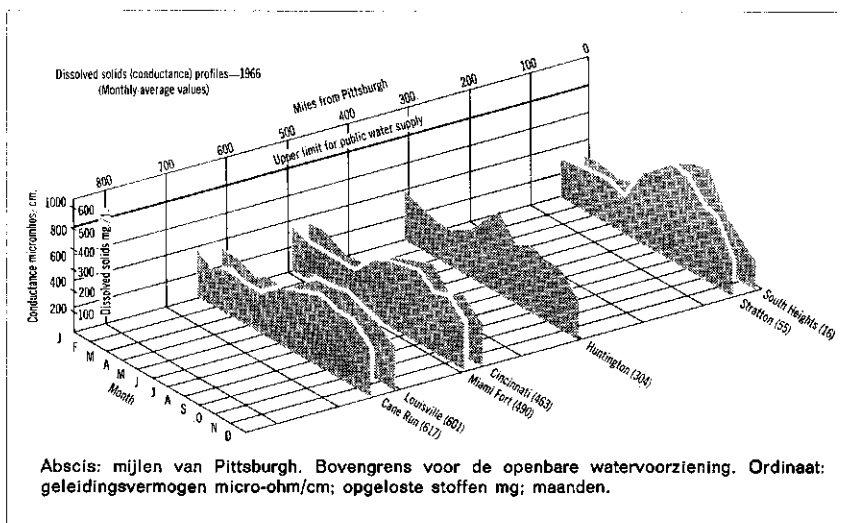 Dissolved solids (conductance) profiles—1966
(Monthly average values)
Miles from Pittsburgh
0
100
200
300
400
500
600
700
800
Upper limit for public water supply
Conductance micromhos/cm.
1000
800
600
400
200
Dissolved solids mg/l.
600
500
400
300
200
100
J
F
M
A
M
J
J
A
S
O
N
D
Month
South Heights (16)
Stratton (55)
Huntington (304)
Cincinnati (463)
Miami Fort (490)
Louisville (601)
Cane Run (617)
Abscis: mijlen van Pittsburgh. Bovengrens voor de openbare watervoorziening. Ordinaat:
geleidingsvermogen micro-ohm/cm; opgeloste stoffen mg; maanden.